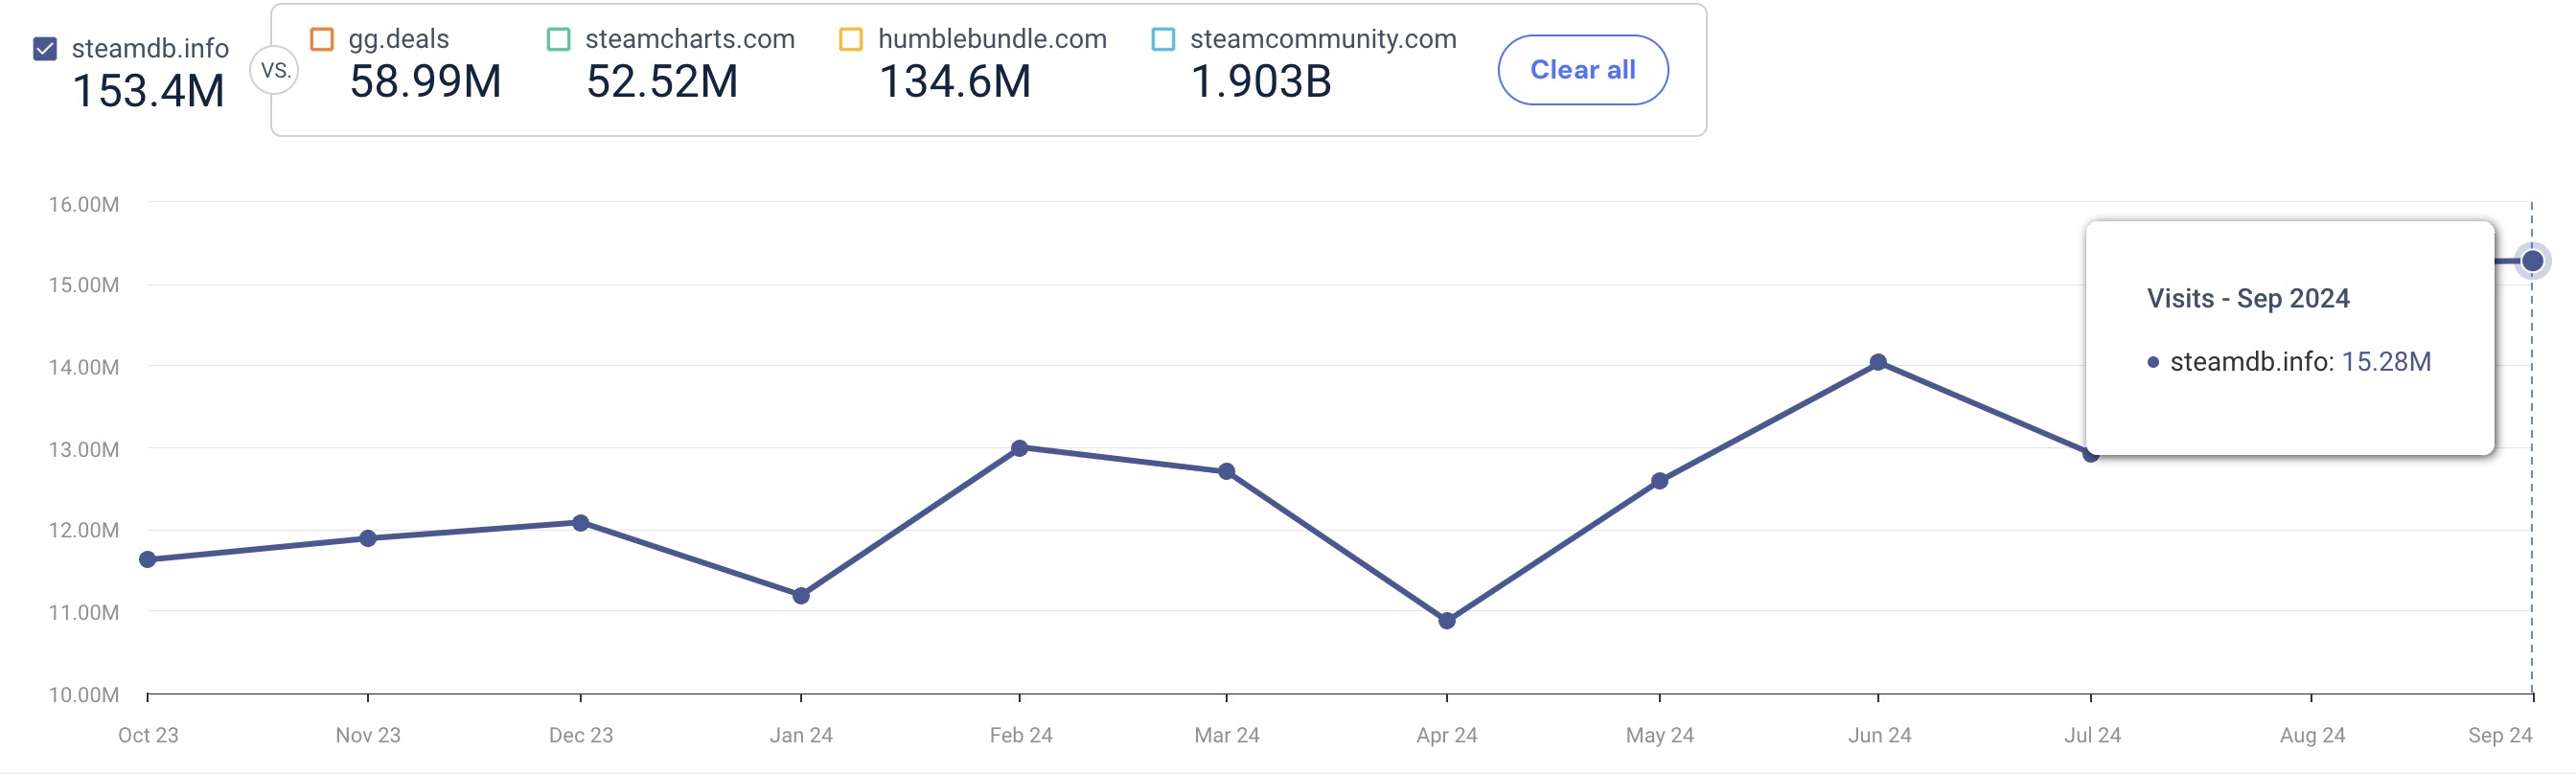 steamdb.info
153.4M
VS.
gg.deals
58.99M
steamcharts.com
52.52M
humblebundle.com
134.6M
steamcommunity.com
1.903B
Clear all
16.00M
15.00M
14.00M
13.00M
12.00M
11.00M
10.00M
Visits - Sep 2024
steamdb.info: 15.28M
Oct 23 Nov 23 Dec 23 Jan 24 Feb 24 Mar 24 Apr 24 May 24 Jun 24 Jul 24 Aug 24 Sep 24